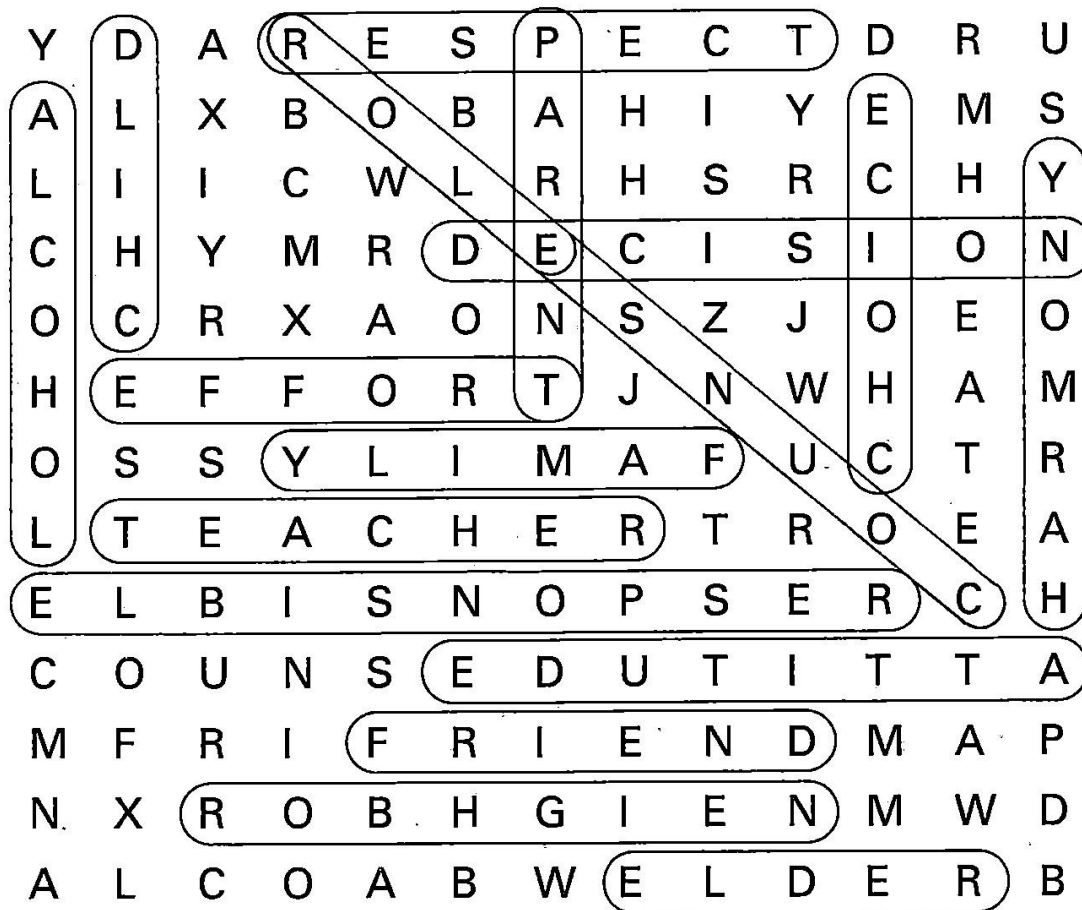 Y D A R E S P E C T D R U
A L X B O B A H I Y E M S
L I I C W L R H S R C H Y
C H Y M R D E C I S I O N
O C R X A O N S Z J O E O
H E F F O R T J N W H A M
O S S Y L I M A F U C T R
L T E A C H E R T R O E A
E L B I S N O P S E R C H
C O U N S E D U T I T T A
M F R I F R I E N D M A P
N X R O B H G I E N M W D
A L C O A B W E L D E R B